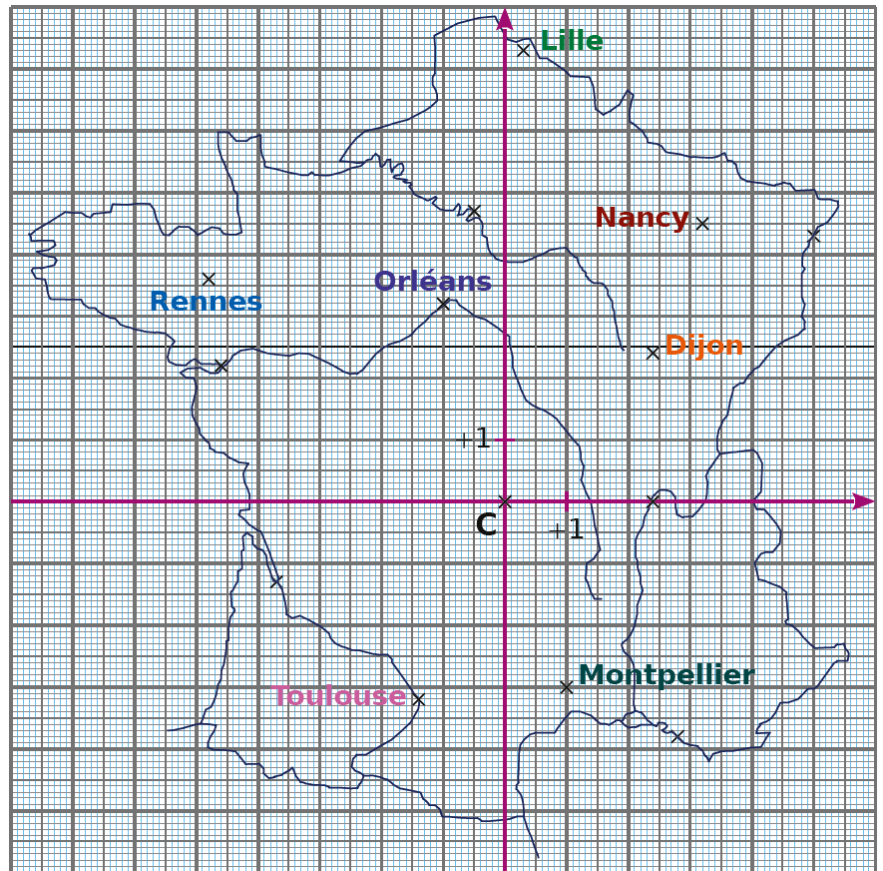 Lille
Nancy
Orléans
Rennes
Dijon
+1
C
+1
Montpellier
Toulouse